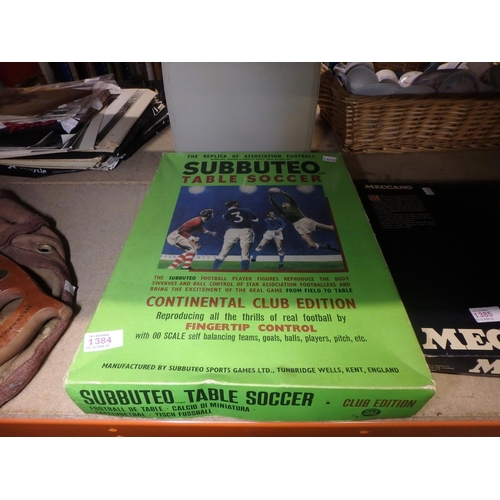 THE REPLICA OF ASSOCIATION FOOTBALL
SUBBUTEO
TABLE SOCCER
3
THE SUBBUTEO FOOTBALL PLAYER FIGURES REPRODUCE THE BODY
SWERVES AND BALL CONTROL OF STAR ASSOCIATION FOOTBALLERS AND
BRING THE EXCITEMENT OF THE REAL GAME FROM FIELD TO TABLE
CONTINENTAL CLUB EDITION
Reproducing all the thrills of real football by
FINGERTIP CONTROL
with 00 SCALE self balancing teams, goals, balls, players, pitch, etc.
MANUFACTURED BY SUBBUTEO SPORTS GAMES LTD., TUNBRIDGE WELLS, KENT, ENGLAND
SUBBUTEO TABLE SOCCER - CLUB EDITION
FOOTBALL DE TABLE - CALCIO DI MINIATURA
TISCH FUSSBALL
1384
MECCANO
1385
MEC
M